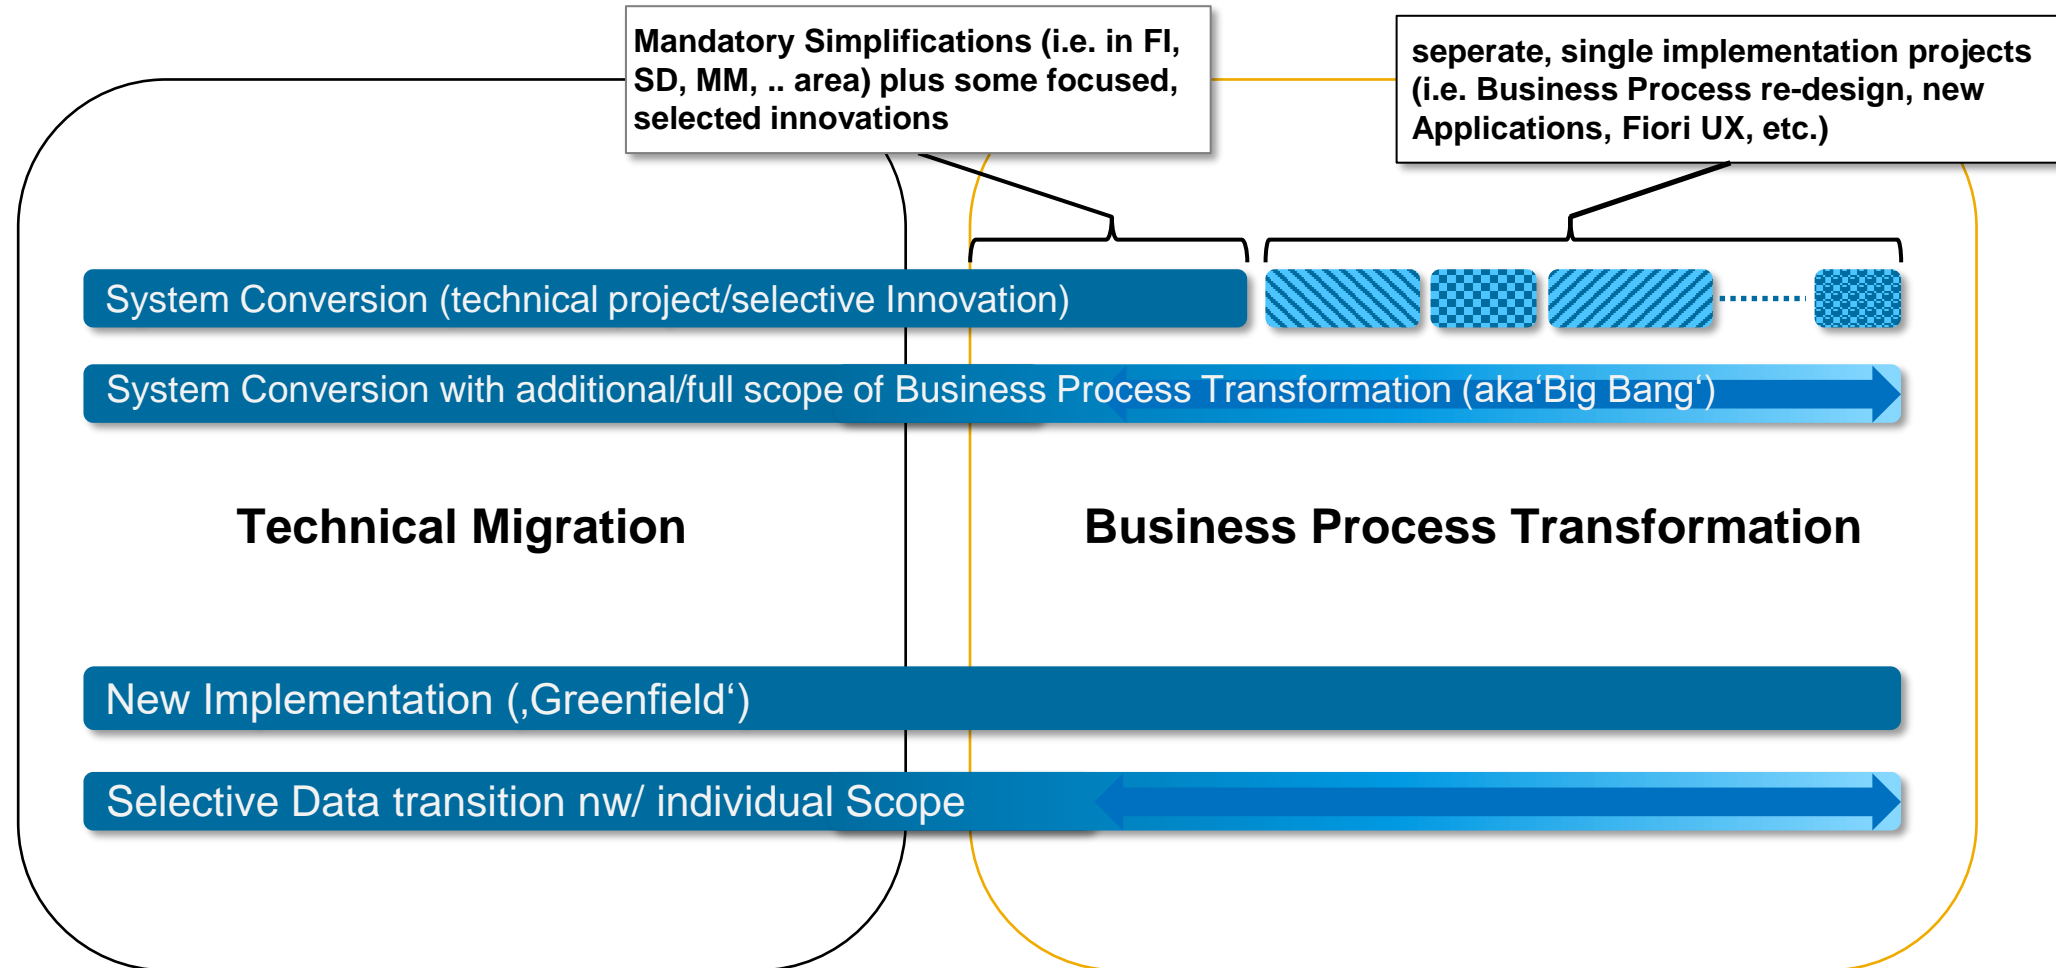 Mandatory Simplifications (i.e. in FI,
SD, MM, .. area) plus some focused,
selected innovations
seperate, single implementation projects
(i.e. Business Process re-design, new
Applications, Fiori UX, etc.)
System Conversion (technical project/selective Innovation)
System Conversion with additional/full scope of Business Process Transformation (aka‘Big Bang‘)
Technical Migration
Business Process Transformation
New Implementation (‚Greenfield‘)
Selective Data transition nw/ individual Scope